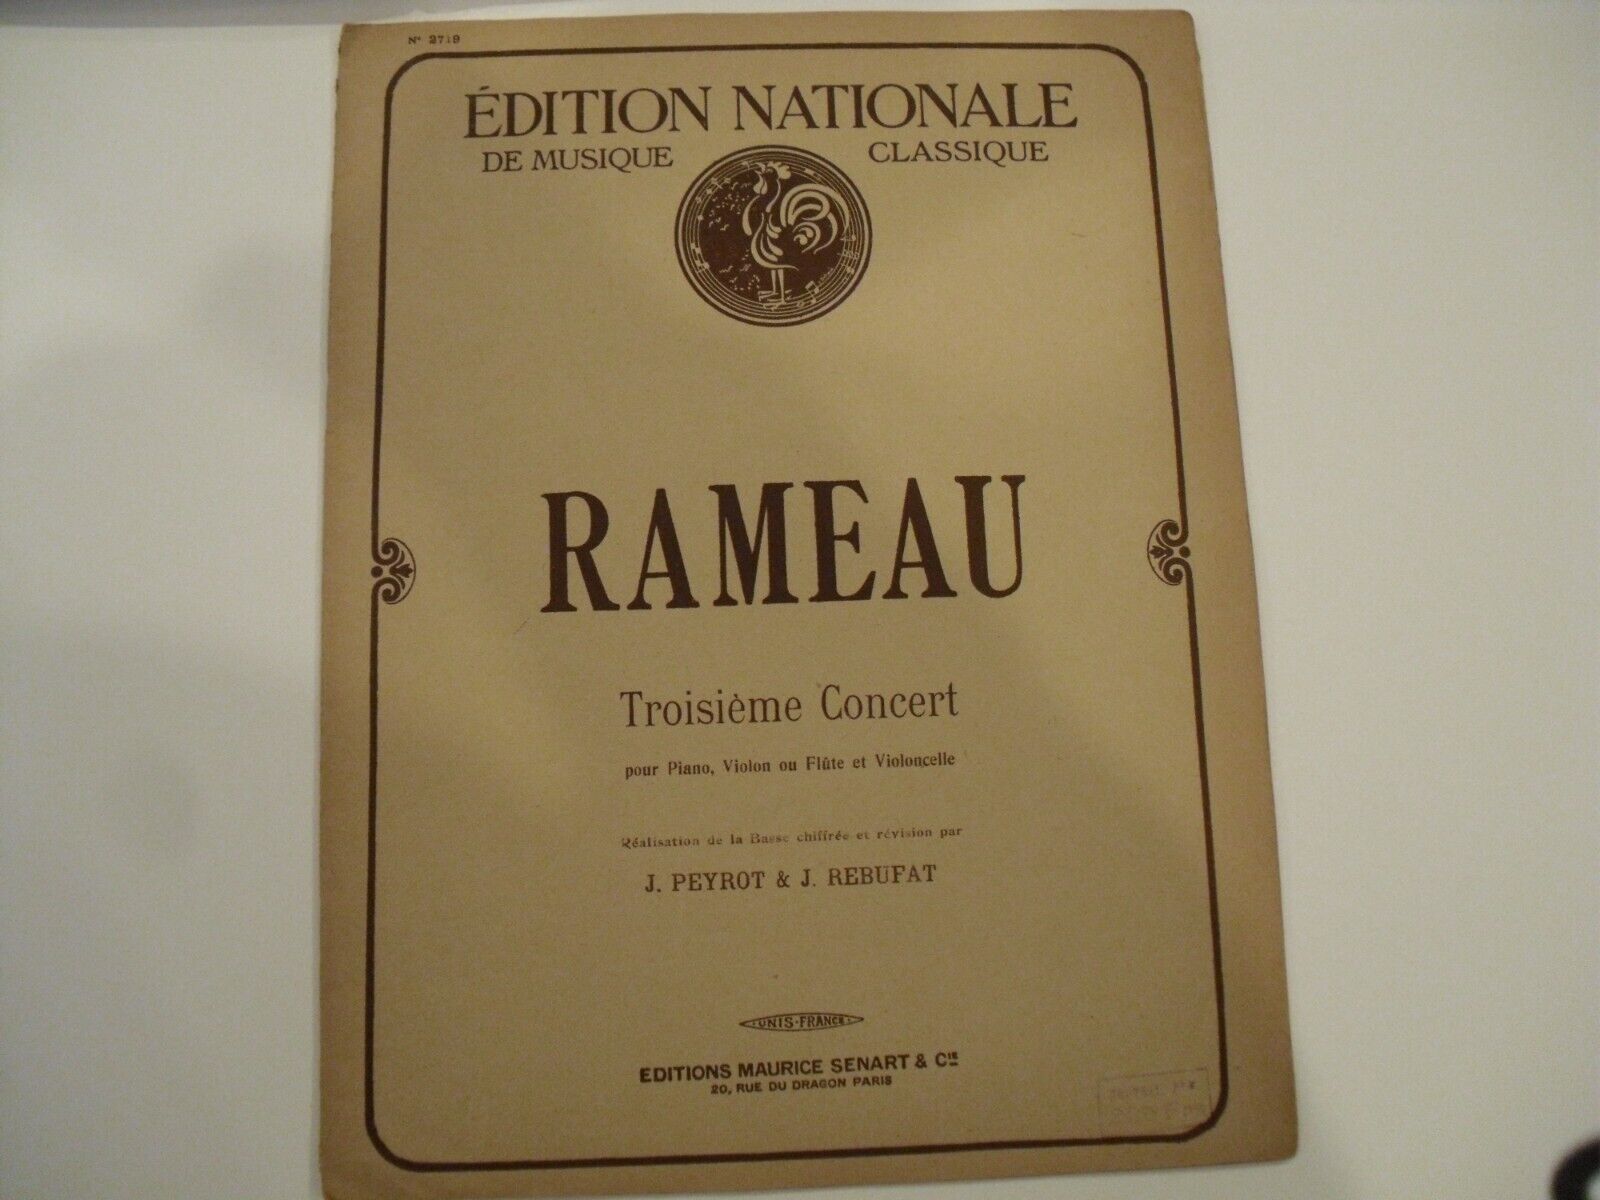 N° 2719
ÉDITION NATIONALE
DE MUSIQUE CLASSIQUE
RAMEAU
Troisième Concert
pour Piano, Violon ou Flûte et Violoncelle
Réalisation de la Basse chiffrée et révision par
J. PEYROT & J. REBUFAT
UNIS-FRANCE
EDITIONS MAURICE SENART & Cie
20, RUE DU DRAGON PARIS